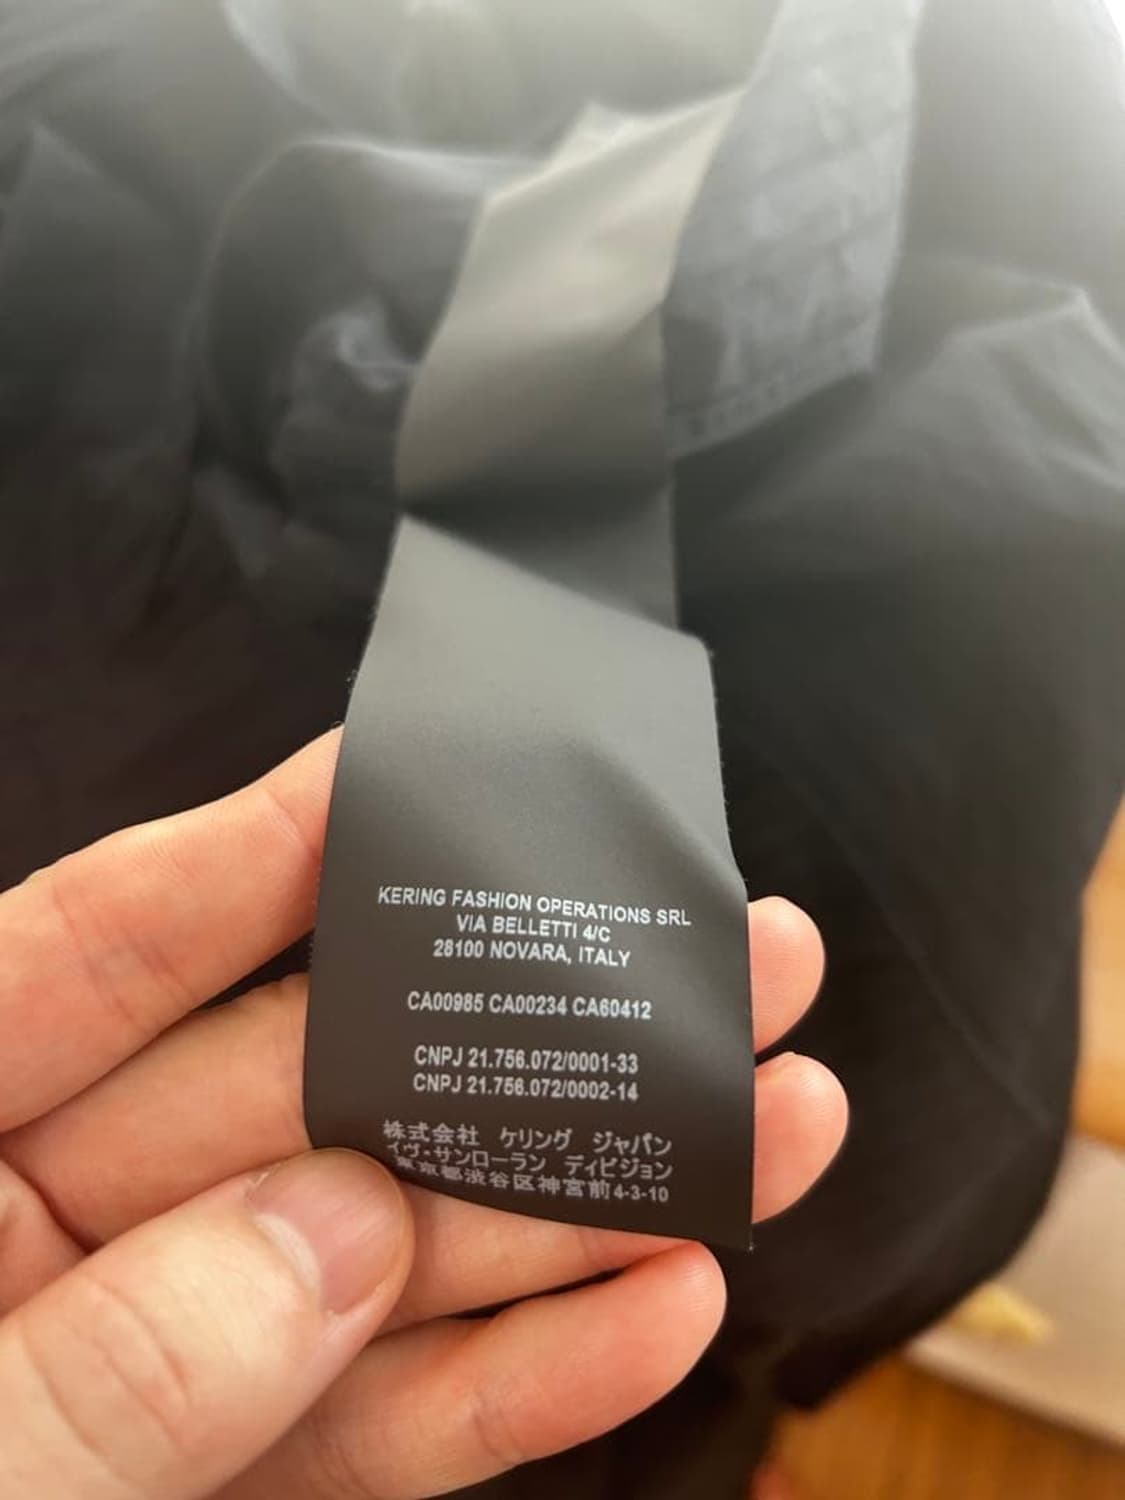 KERING FASHION OPERATIONS SRL
VIA BELLETTI 4/C
28100 NOVARA, ITALY
CA00985 CA00234 CA60412
CNPJ 21.756.072/0001-33
CNPJ 21.756.072/0002-14
株式会社 ケリング ジャパン
イヴ・サンローラン ディビジョン
東京都渋谷区神宮前4-3-10